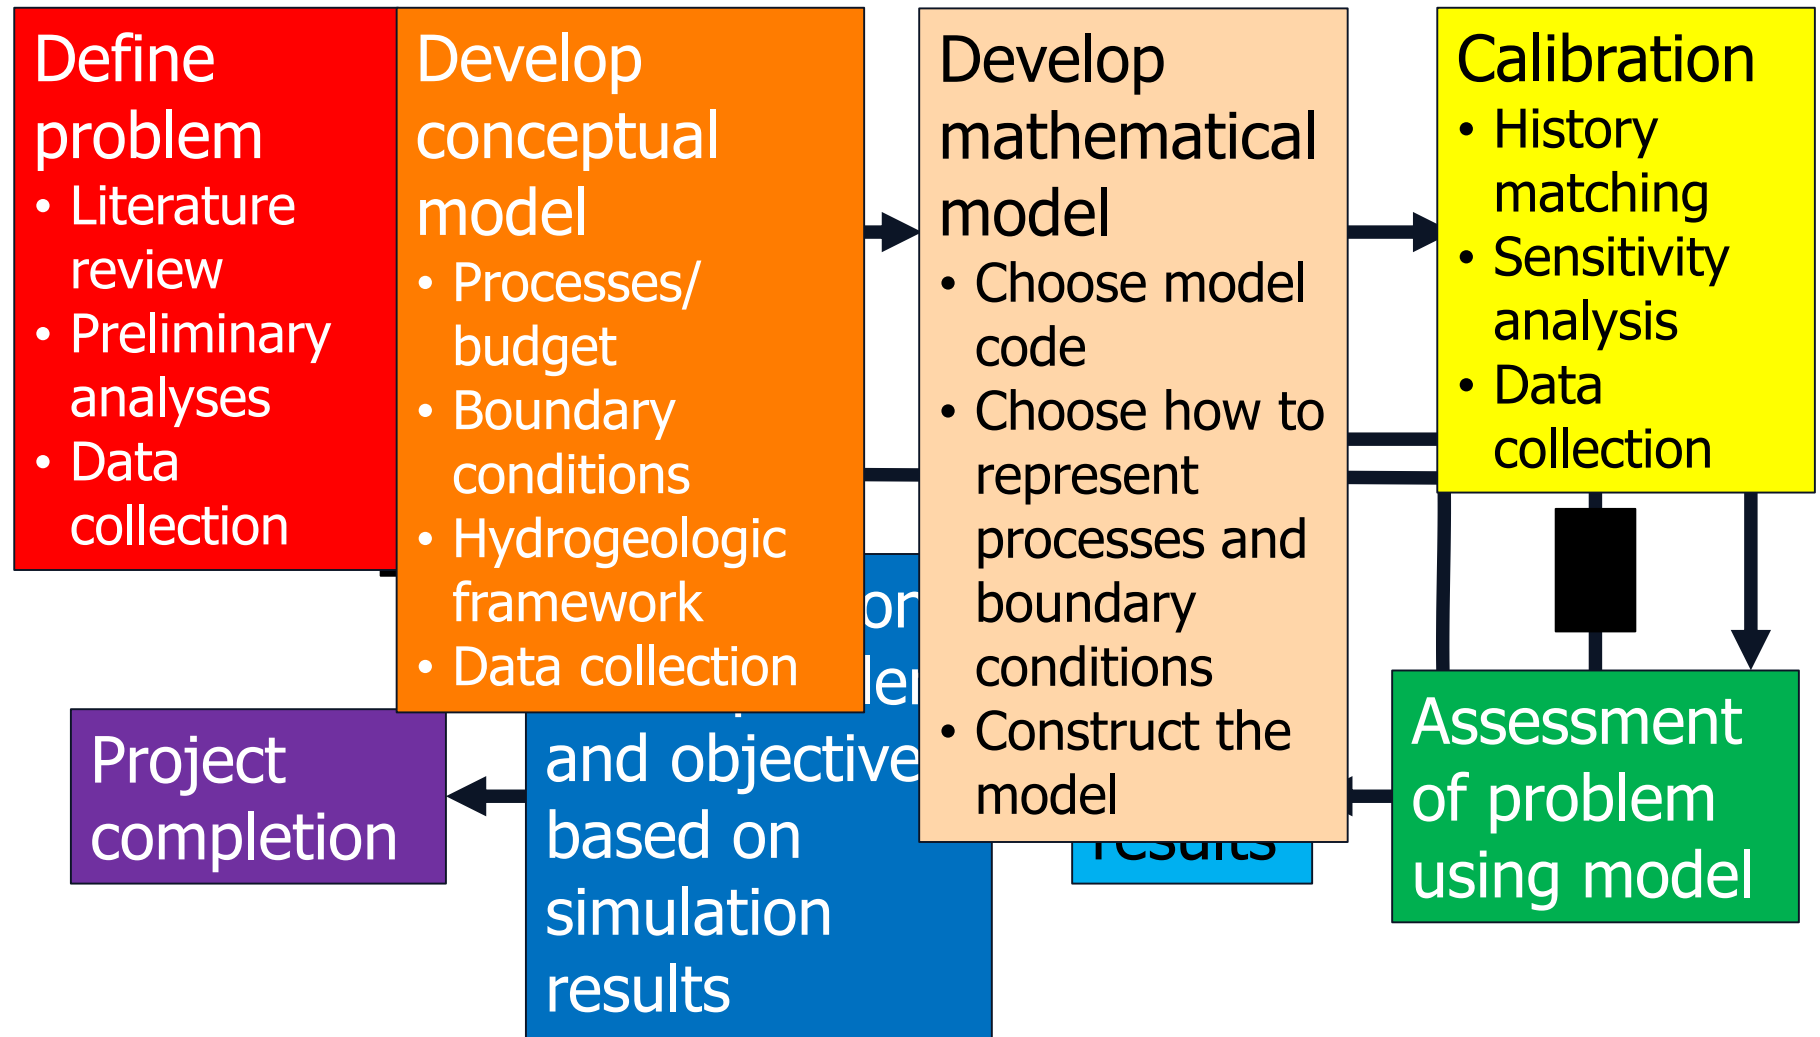 Define
problem
• Literature
review
• Preliminary
analyses
• Data
collection
Develop
conceptual
model
• Processes/
budget
• Boundary
conditions
• Hydrogeologic
framework
• Data collection
Develop
mathematical
model
• Choose model
code
• Choose how to
represent
processes and
boundary
conditions
• Construct the
model
Calibration
• History
matching
• Sensitivity
analysis
• Data
collection
Project
completion
and objective
based on
simulation
results
results
Assessment
of problem
using model